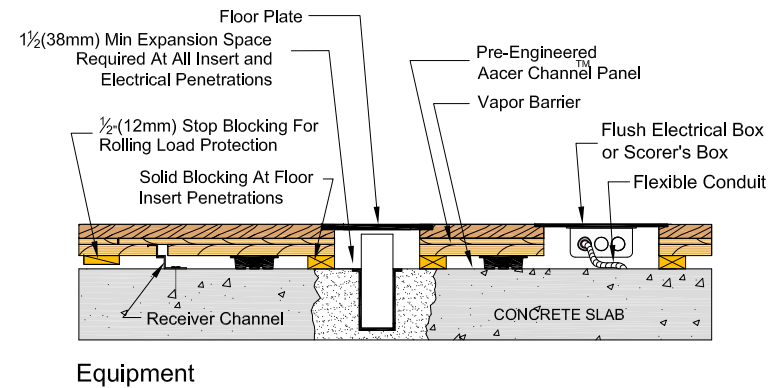 Floor Plate
1½(38mm) Min Expansion Space
Required At All Insert and
Electrical Penetrations
Pre-Engineered
Aacer Channel Panel™
Vapor Barrier
½"(12mm) Stop Blocking For
Rolling Load Protection
Flush Electrical Box
or Scorer's Box
Solid Blocking At Floor
Insert Penetrations
Flexible Conduit
Receiver Channel
CONCRETE SLAB
Equipment